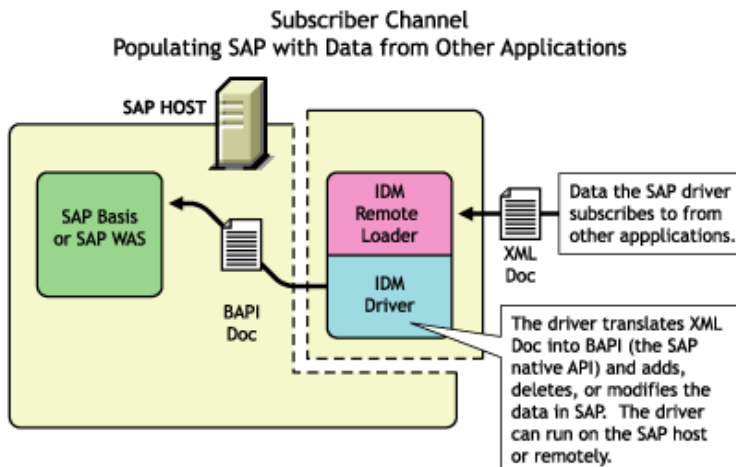 Subscriber Channel
Populating SAP with Data from Other Applications
SAP HOST
SAP Basis
or SAP WAS
BAPI
Doc
IDM
Remote
Loader
IDM
Driver
XML
Doc
Data the SAP driver
subscribes to from
other appplications.
The driver translates XML
Doc into BAPI (the SAP
native API) and adds,
deletes, or modifies the
data in SAP. The driver
can run on the SAP host
or remotely.